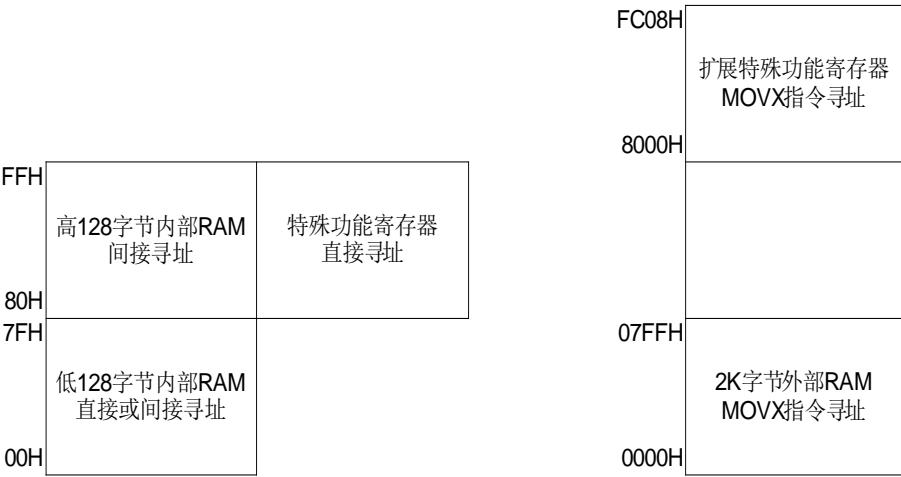 FC08H
扩展特殊功能寄存器
MOVX指令寻址
8000H
FFH
高128字节内部RAM
间接寻址
特殊功能寄存器
直接寻址
80H
7FH
07FFH
低128字节内部RAM
直接或间接寻址
2K字节外部RAM
MOVX指令寻址
00H
0000H